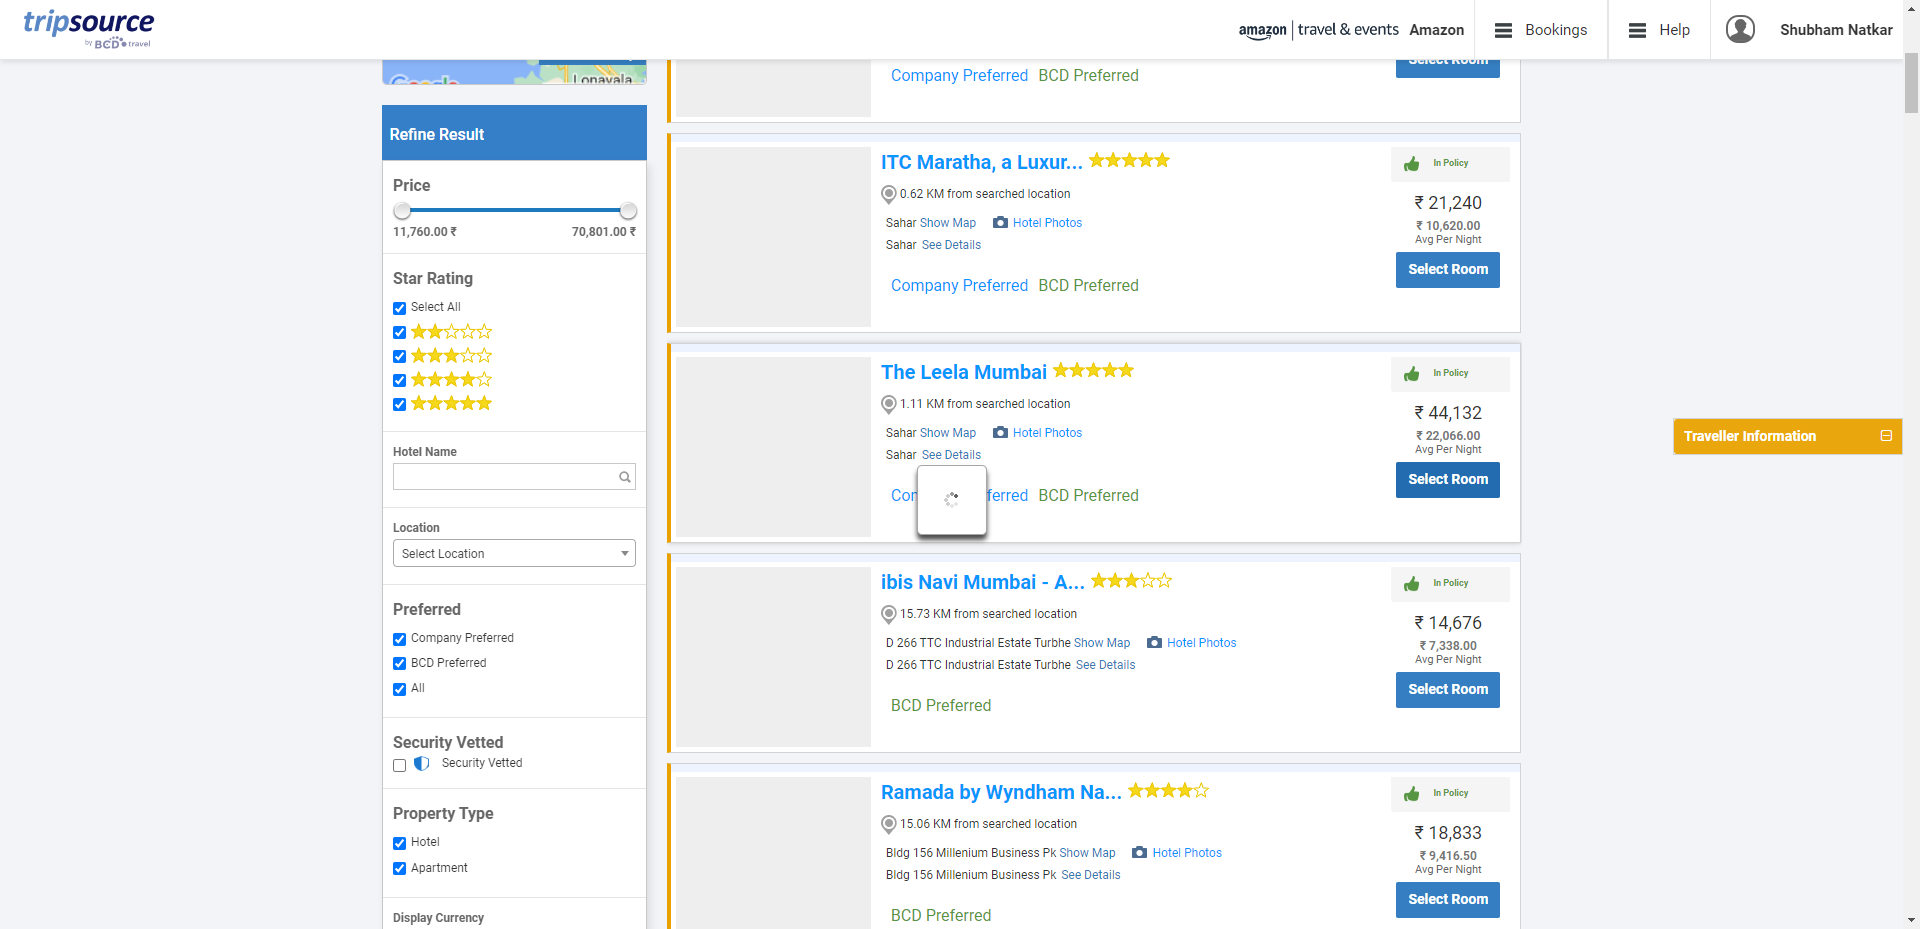 tripsource
by BCD travel
amazon | travel & events Amazon
Bookings
Help
Shubham Natkar
Google
Lonavala
Refine Result
Price
11,760.00 ₹
70,801.00 ₹
Star Rating
Select All
Hotel Name
Location
Select Location
Preferred
Company Preferred
BCD Preferred
All
Security Vetted
Security Vetted
Property Type
Hotel
Apartment
Display Currency
Company Preferred BCD Preferred
Select Room
ITC Maratha, a Luxur...
0.62 KM from searched location
Sahar Show Map Hotel Photos
Sahar See Details
Company Preferred BCD Preferred
In Policy
₹ 21,240
₹ 10,620.00
Avg Per Night
Select Room
The Leela Mumbai
1.11 KM from searched location
Sahar Show Map Hotel Photos
Sahar See Details
Con ferred BCD Preferred
In Policy
₹ 44,132
₹ 22,066.00
Avg Per Night
Select Room
ibis Navi Mumbai - A...
15.73 KM from searched location
D 266 TTC Industrial Estate Turbhe Show Map Hotel Photos
D 266 TTC Industrial Estate Turbhe See Details
BCD Preferred
In Policy
₹ 14,676
₹ 7,338.00
Avg Per Night
Select Room
Ramada by Wyndham Na...
15.06 KM from searched location
Bldg 156 Millenium Business Pk Show Map Hotel Photos
Bldg 156 Millenium Business Pk See Details
BCD Preferred
In Policy
₹ 18,833
₹ 9,416.50
Avg Per Night
Select Room
Traveller Information